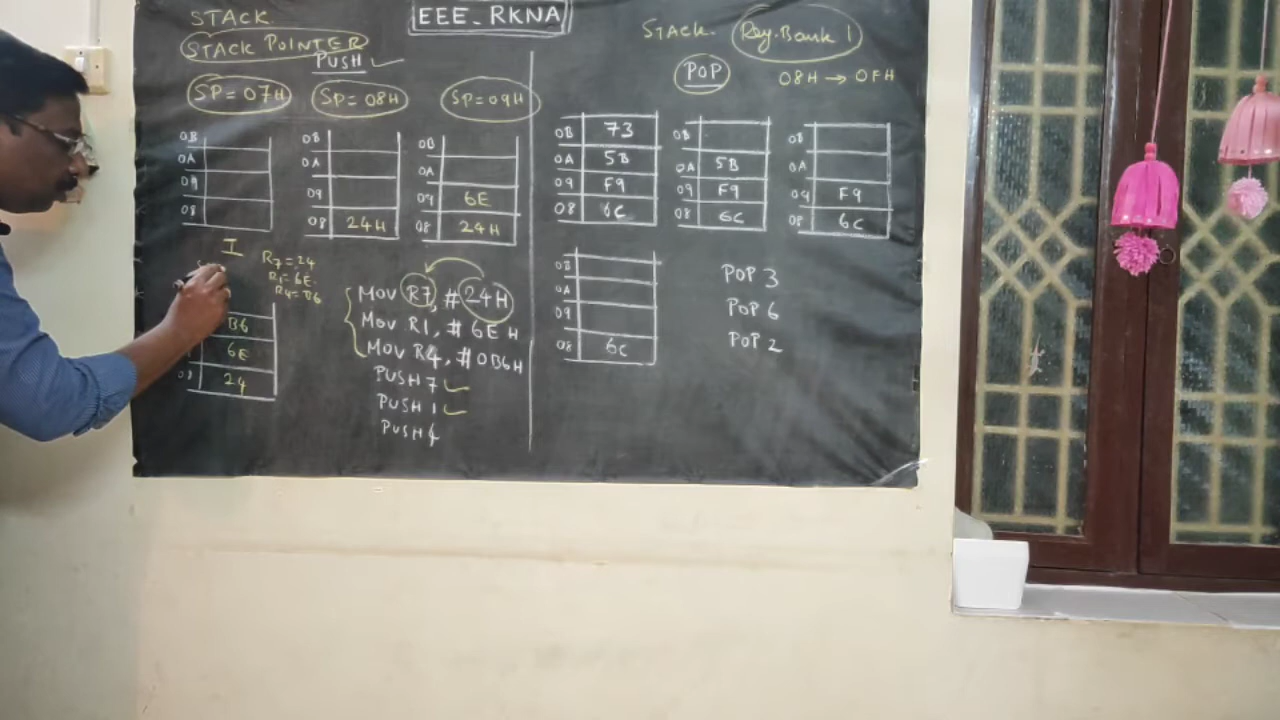 EEE_RKNA
STACK
STACK POINTER
PUSH ✓
SP = 07H
SP = 08H
SP = 09H
0B
0A
09
08
0B
0A
09
08 24H
0B
0A
09 6E
08 24H
I
R7 = 24
R1 = 6E
R4 = B6
B6
6E
24
MOV R7, #24H
MOV R1, #6EH
MOV R4, #0B6H
PUSH 7 ✓
PUSH 1 ✓
PUSH 4
STACK. Reg. Bank 1
POP 08H → 0FH
0B 73
0A 5B
09 F9
08 6C
0B
0A 5B
09 F9
08 6C
0B
0A
09 F9
08 6C
0B
0A
09
08 6C
POP 3
POP 6
POP 2